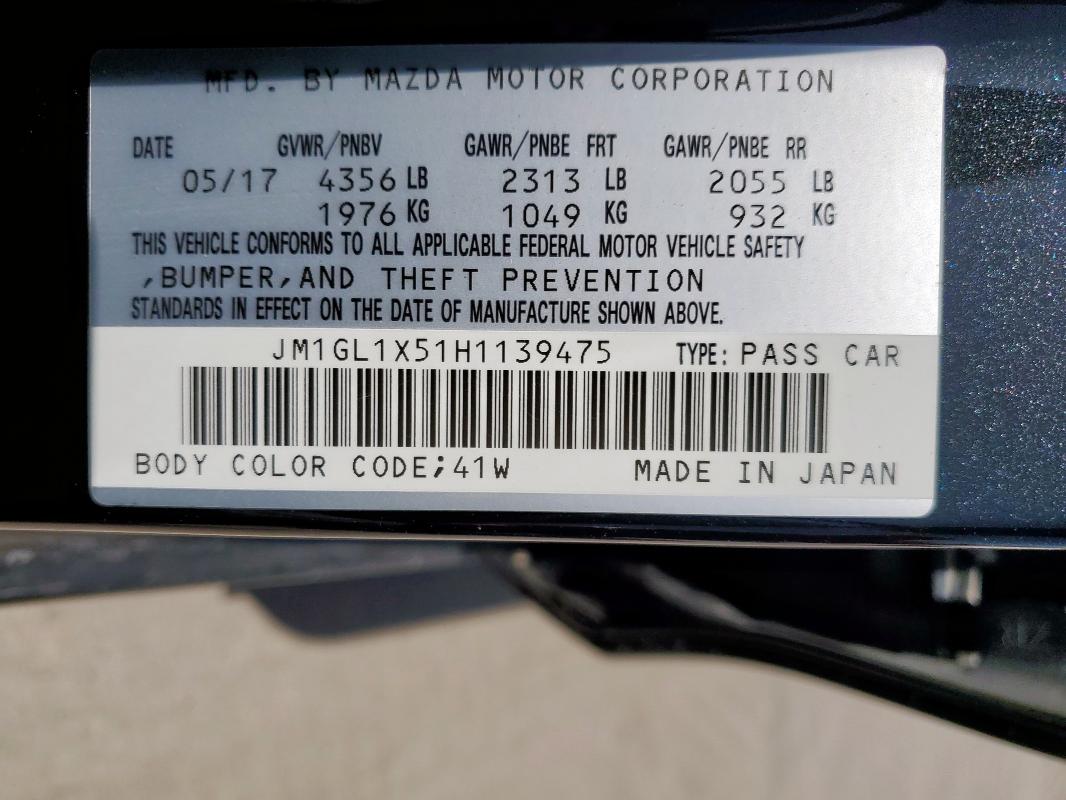 MFD. BY MAZDA MOTOR CORPORATION
DATE GVWR/PNBV GAWR/PNBE FRT GAWR/PNBE RR
05/17 4356 LB 2313 LB 2055 LB
1976 KG 1049 KG 932 KG
THIS VEHICLE CONFORMS TO ALL APPLICABLE FEDERAL MOTOR VEHICLE SAFETY
,BUMPER,AND THEFT PREVENTION
STANDARDS IN EFFECT ON THE DATE OF MANUFACTURE SHOWN ABOVE.
JM1GL1X51H1139475 TYPE: PASS CAR
BODY COLOR CODE;41W MADE IN JAPAN